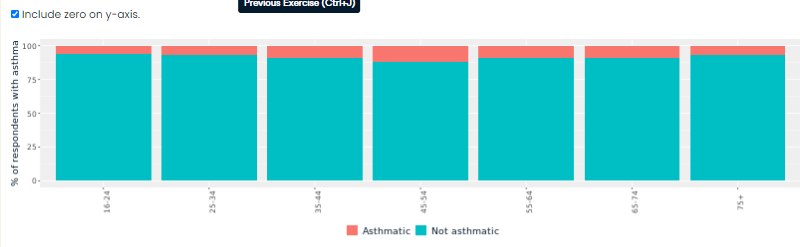 Previous Exercise (Ctrl+J)
Include zero on y-axis.
% of respondents with asthma
100
75
50
25
0
16-24
25-34
35-44
45-54
55-64
65-74
75+
Asthmatic
Not asthmatic